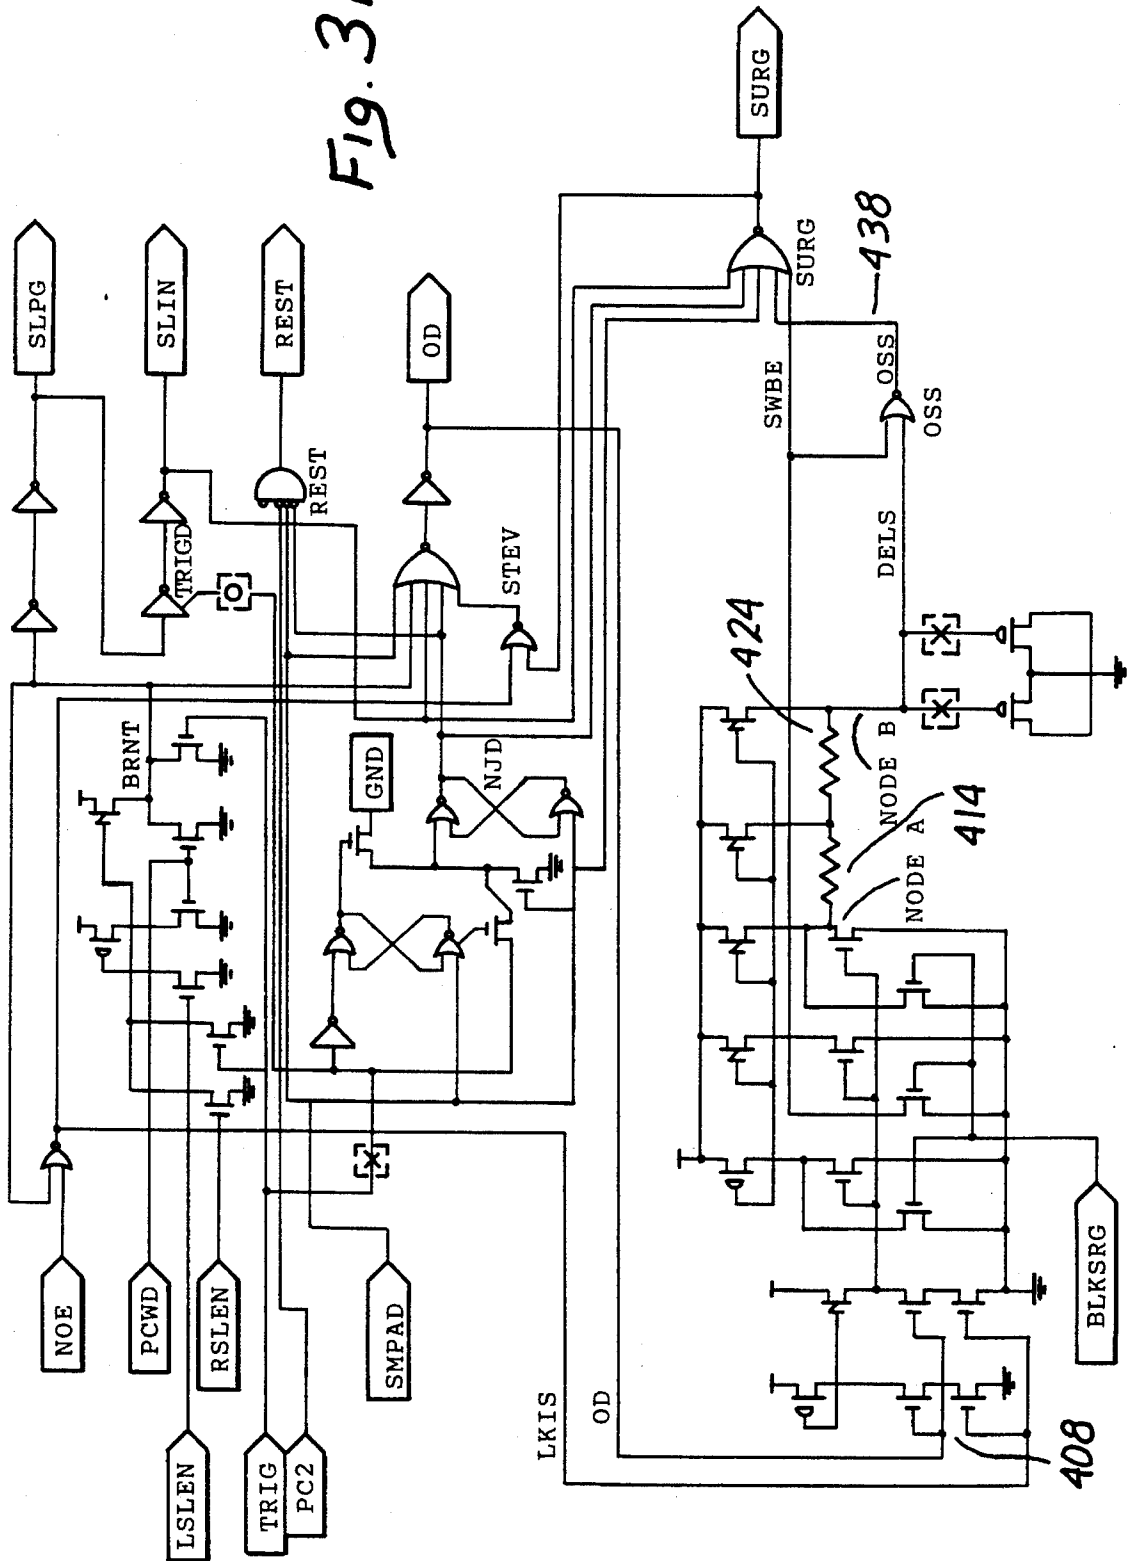 Fig. 3
SLPG
SLIN
REST
OD
SURG
TRIGD
REST
STEV
BRNT
GND
NJD
SURG
438
SWBE
OSS
OSS
DELS
424
NODE B
NODE A
414
NOE
PCWD
RSLEN
LSLEN
TRIG
PC2
SMPAD
LKIS
OD
408
BLKSRG